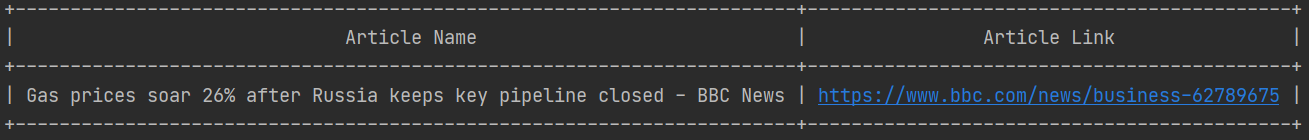 +-----------------------------------------------------------------------+--------------------------------------------+
| Article Name | Article Link |
+-----------------------------------------------------------------------+--------------------------------------------+
| Gas prices soar 26% after Russia keeps key pipeline closed - BBC News | https://www.bbc.com/news/business-62789675 |
+-----------------------------------------------------------------------+--------------------------------------------+